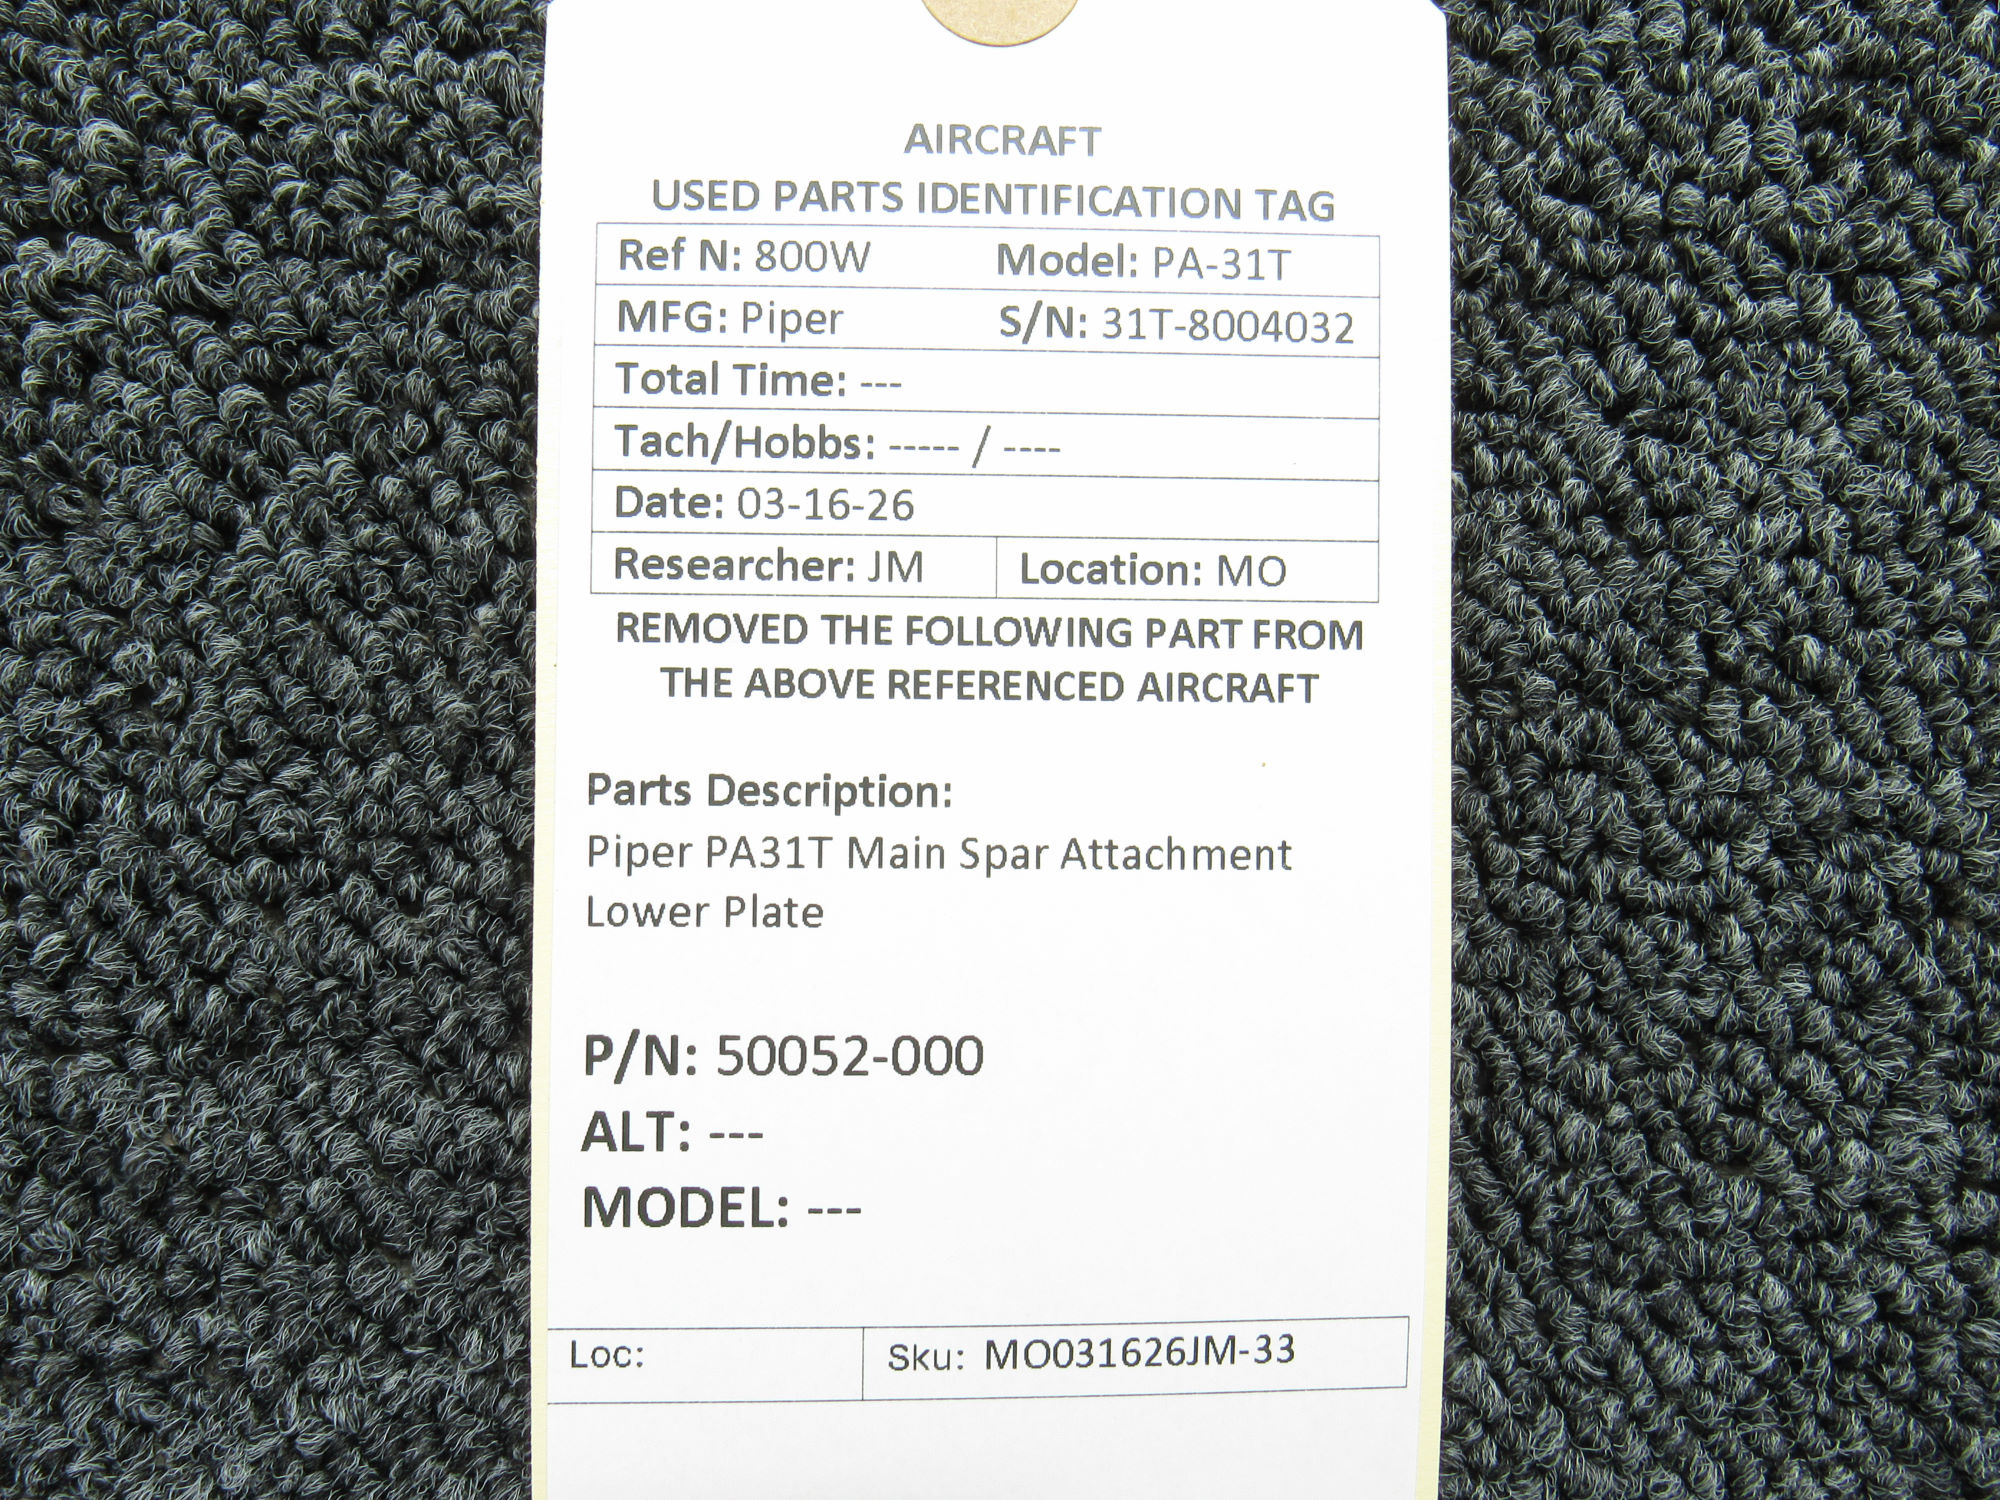 AIRCRAFT
USED PARTS IDENTIFICATION TAG
Ref N: 800W Model: PA-31T
MFG: Piper S/N: 31T-8004032
Total Time: ---
Tach/Hobbs: ----- / ----
Date: 03-16-26
Researcher: JM Location: MO
REMOVED THE FOLLOWING PART FROM
THE ABOVE REFERENCED AIRCRAFT
Parts Description:
Piper PA31T Main Spar Attachment
Lower Plate
P/N: 50052-000
ALT: ---
MODEL: ---
Loc: Sku: MO031626JM-33